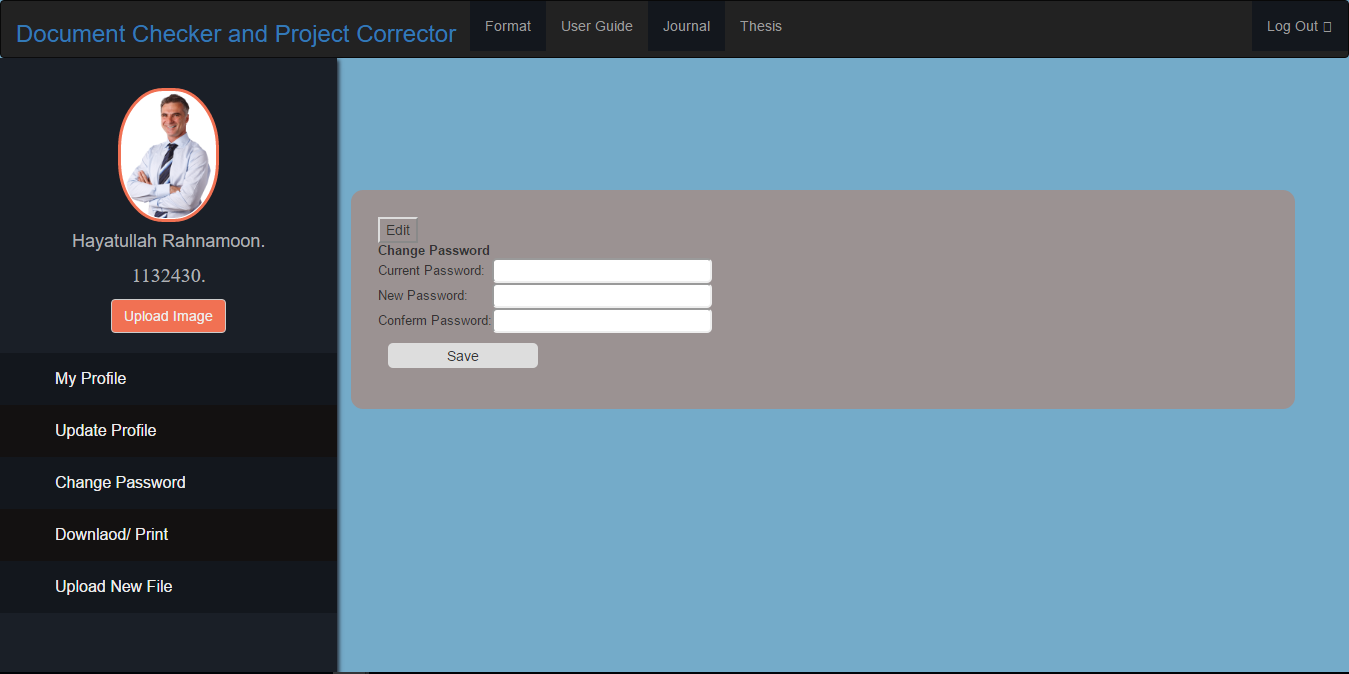 Document Checker and Project Corrector Format User Guide Journal Thesis Log Out
Hayatullah Rahnamoon.
1132430.
Upload Image
My Profile
Update Profile
Change Password
Downlaod/ Print
Upload New File
Edit
Change Password
Current Password:
New Password:
Conferm Password:
Save